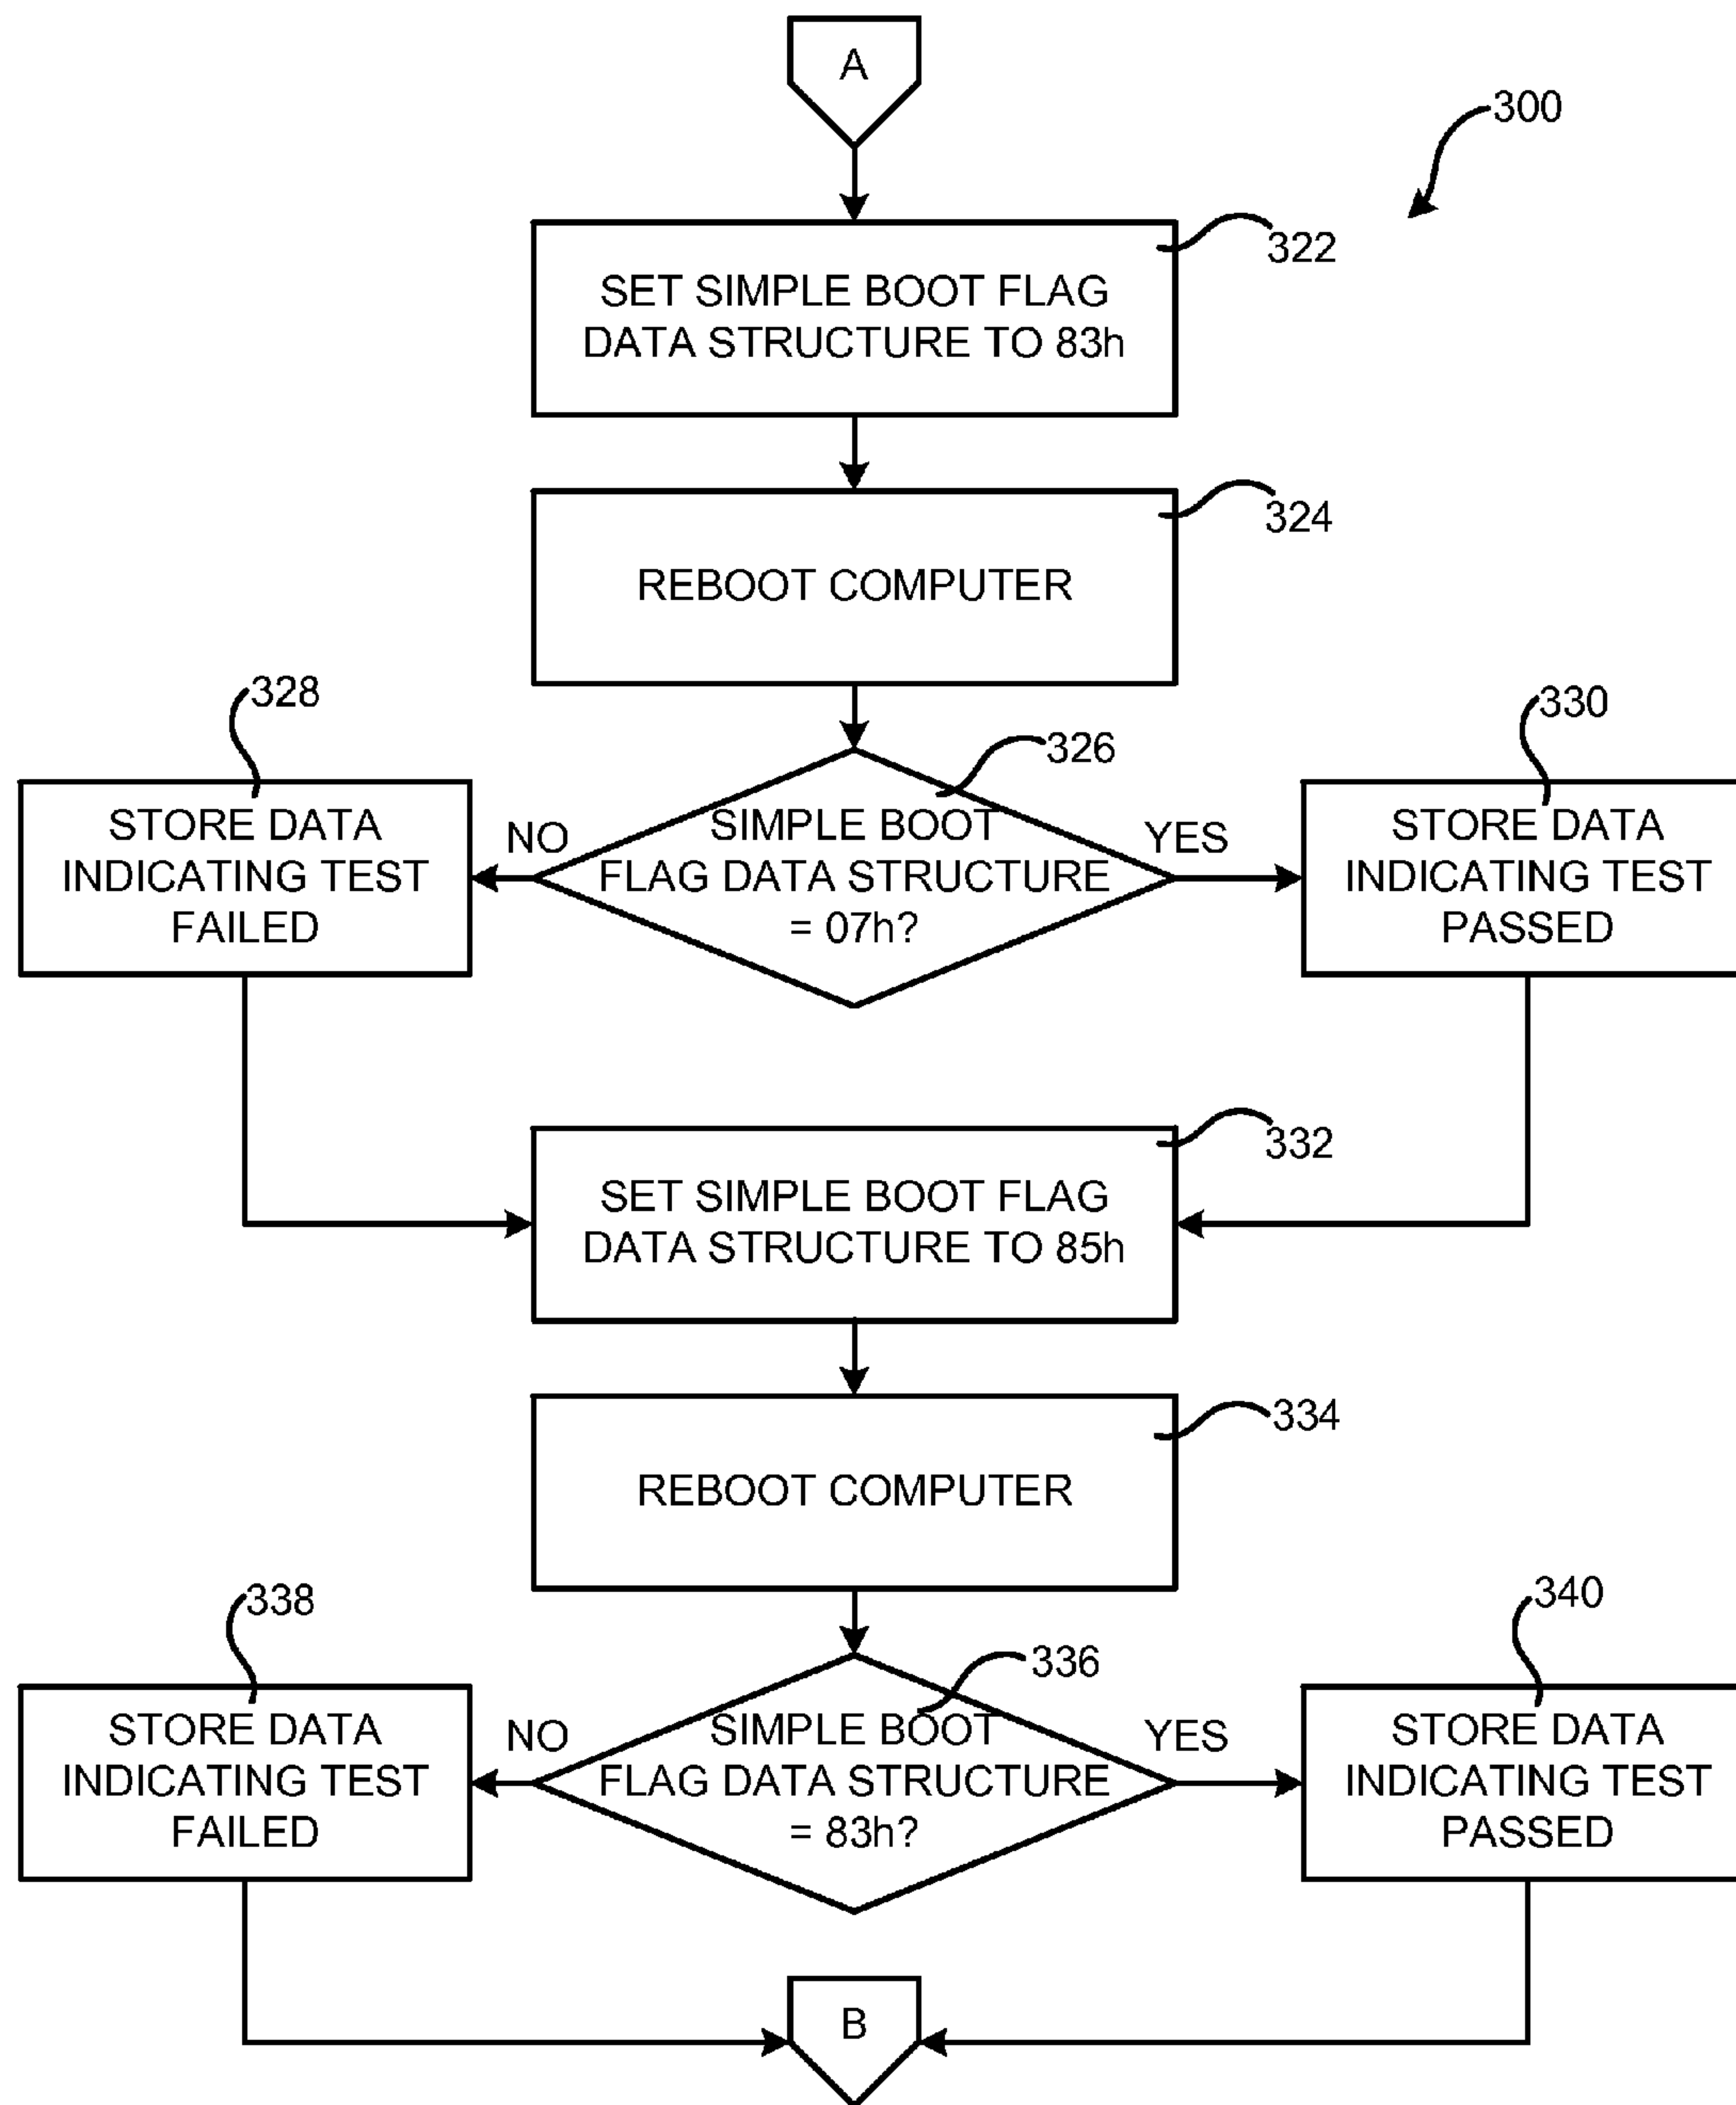 A
300
322
SET SIMPLE BOOT FLAG
DATA STRUCTURE TO 83h
324
REBOOT COMPUTER
328
326
330
STORE DATA
INDICATING TEST
FAILED
NO
SIMPLE BOOT
FLAG DATA STRUCTURE
= 07h?
YES
STORE DATA
INDICATING TEST
PASSED
332
SET SIMPLE BOOT FLAG
DATA STRUCTURE TO 85h
334
REBOOT COMPUTER
338
336
340
STORE DATA
INDICATING TEST
FAILED
NO
SIMPLE BOOT
FLAG DATA STRUCTURE
= 83h?
YES
STORE DATA
INDICATING TEST
PASSED
B